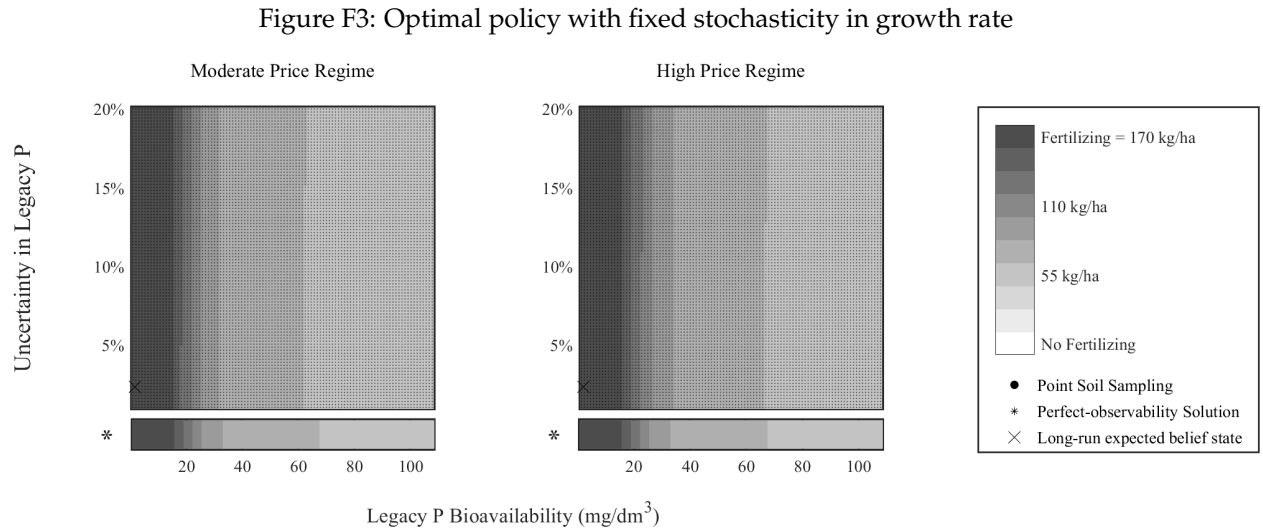 Figure F3: Optimal policy with fixed stochasticity in growth rate
Moderate Price Regime
High Price Regime
Uncertainty in Legacy P
20%
15%
10%
5%
20%
15%
10%
5%
*
20 40 60 80 100
*
20 40 60 80 100
Legacy P Bioavailability (mg/dm³)
Fertilizing = 170 kg/ha
110 kg/ha
55 kg/ha
No Fertilizing
● Point Soil Sampling
* Perfect-observability Solution
× Long-run expected belief state